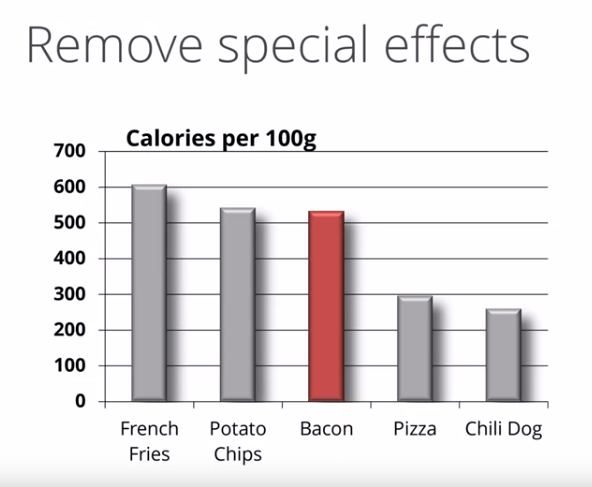 Remove special effects
Calories per 100g
700
600
500
400
300
200
100
0
French Fries
Potato Chips
Bacon
Pizza
Chili Dog